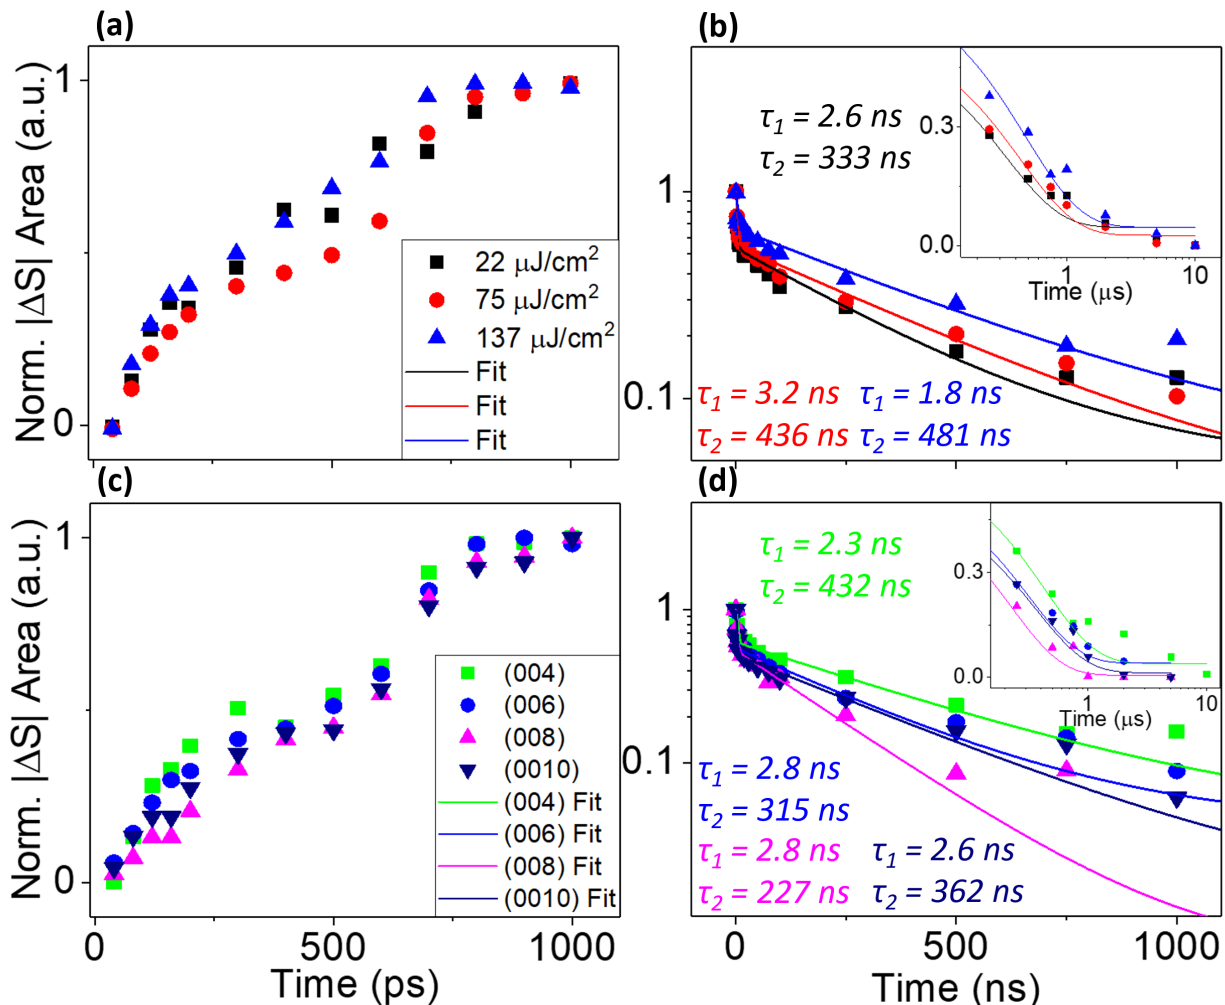 (a)
Norm. |ΔS| Area (a.u.)
1
0
22 μJ/cm²
75 μJ/cm²
137 μJ/cm²
Fit
Fit
Fit
(b)
1
0.1
τ₁ = 2.6 ns
τ₂ = 333 ns
0.3
0.0
1
10
Time (μs)
τ₁ = 3.2 ns
τ₂ = 436 ns
τ₁ = 1.8 ns
τ₂ = 481 ns
(c)
Norm. |ΔS| Area (a.u.)
1
0
(004)
(006)
(008)
(0010)
(004) Fit
(006) Fit
(008) Fit
(0010) Fit
0
500
1000
Time (ps)
(d)
1
0.1
τ₁ = 2.3 ns
τ₂ = 432 ns
0.3
0.0
1
10
Time (μs)
τ₁ = 2.8 ns
τ₂ = 315 ns
τ₁ = 2.8 ns
τ₂ = 227 ns
τ₁ = 2.6 ns
τ₂ = 362 ns
0
500
1000
Time (ns)